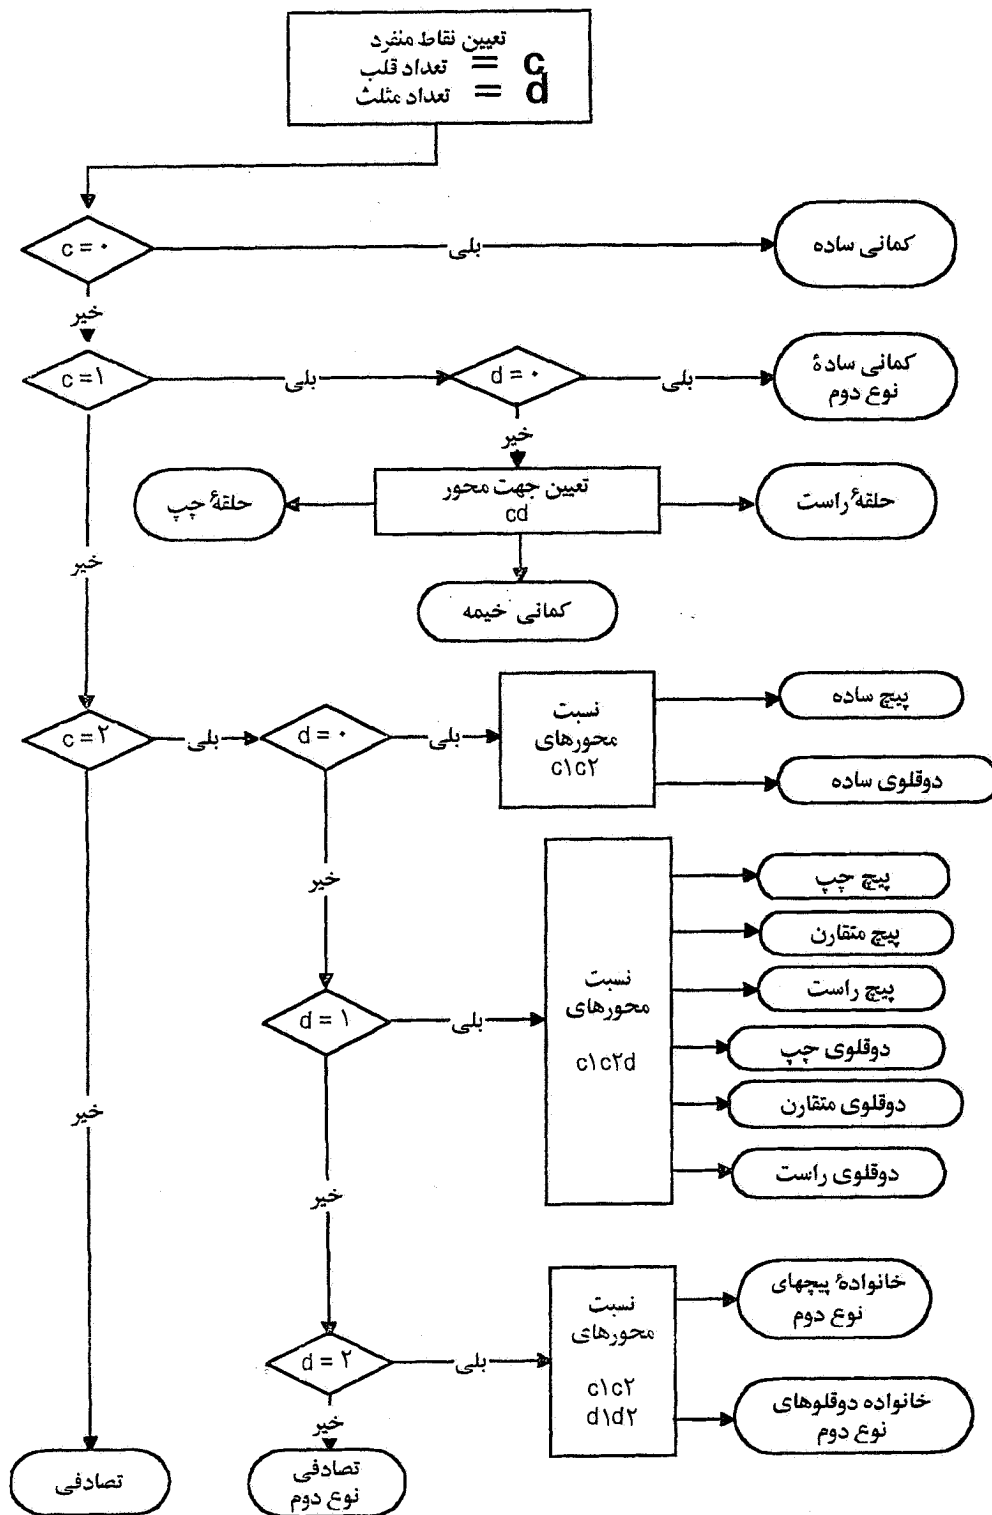 تعیین نقاط منفرد
تعداد قلب = c
تعداد مثلث = d
c = ۰
بلی
کمانی ساده
خیر
c = ۱
بلی
d = ۰
بلی
کمانی سادهٔ
نوع دوم
خیر
تعیین جهت محور
cd
حلقهٔ چپ
حلقهٔ راست
کمانی خیمه
خیر
c = ۲
بلی
d = ۰
بلی
نسبت
محورهای
c۱c۲
پیچ ساده
دوقلوی ساده
خیر
d = ۱
بلی
نسبت
محورهای
c۱c۲d
پیچ چپ
پیچ متقارن
پیچ راست
دوقلوی چپ
دوقلوی متقارن
دوقلوی راست
خیر
خیر
d = ۲
بلی
نسبت
محورهای
c۱c۲
d۱d۲
خانوادهٔ پیچهای
نوع دوم
خانواده دوقلوهای
نوع دوم
خیر
تصادفی
تصادفی
نوع دوم